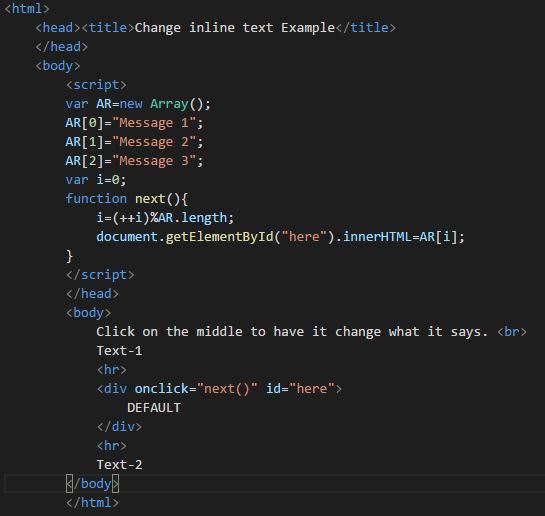 <html>
<head><title>Change inline text Example</title>
</head>
<body>
<script>
var AR=new Array();
AR[0]="Message 1";
AR[1]="Message 2";
AR[2]="Message 3";
var i=0;
function next(){
i=(++i)%AR.length;
document.getElementById("here").innerHTML=AR[i];
}
</script>
</head>
<body>
Click on the middle to have it change what it says. <br>
Text-1
<hr>
<div onclick="next()" id="here">
DEFAULT
</div>
<hr>
Text-2
</body>
</html>